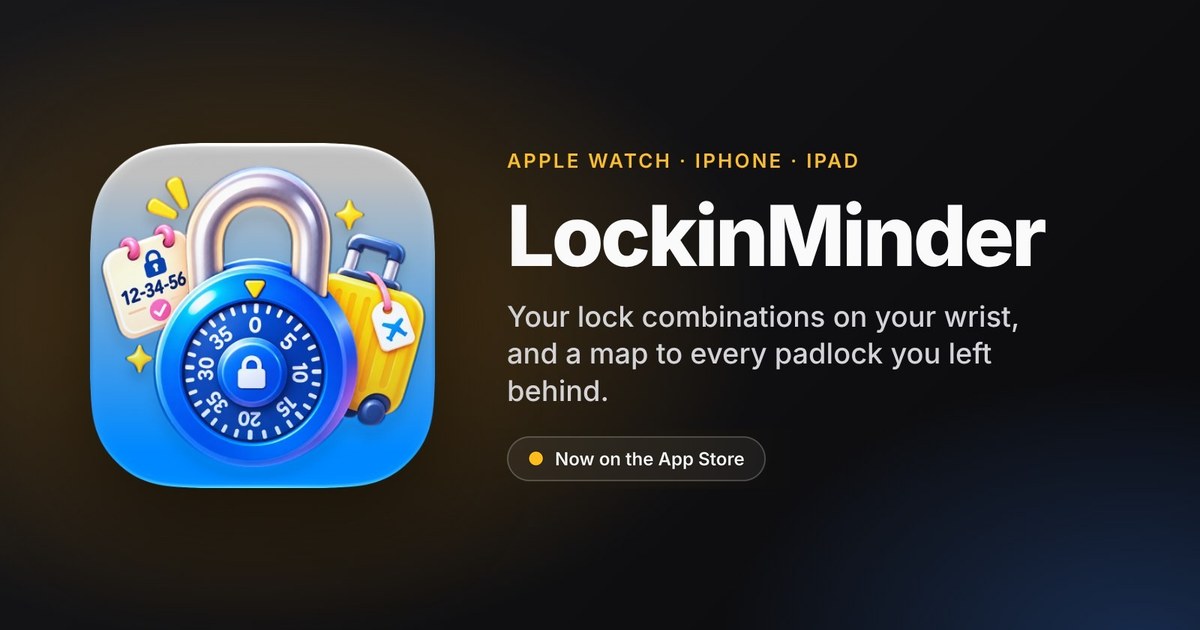 APPLE WATCH · IPHONE · IPAD
LockinMinder
Your lock combinations on your wrist,
and a map to every padlock you left
behind.
Now on the App Store
12-34-56
0
5
10
15
20
35
30
35